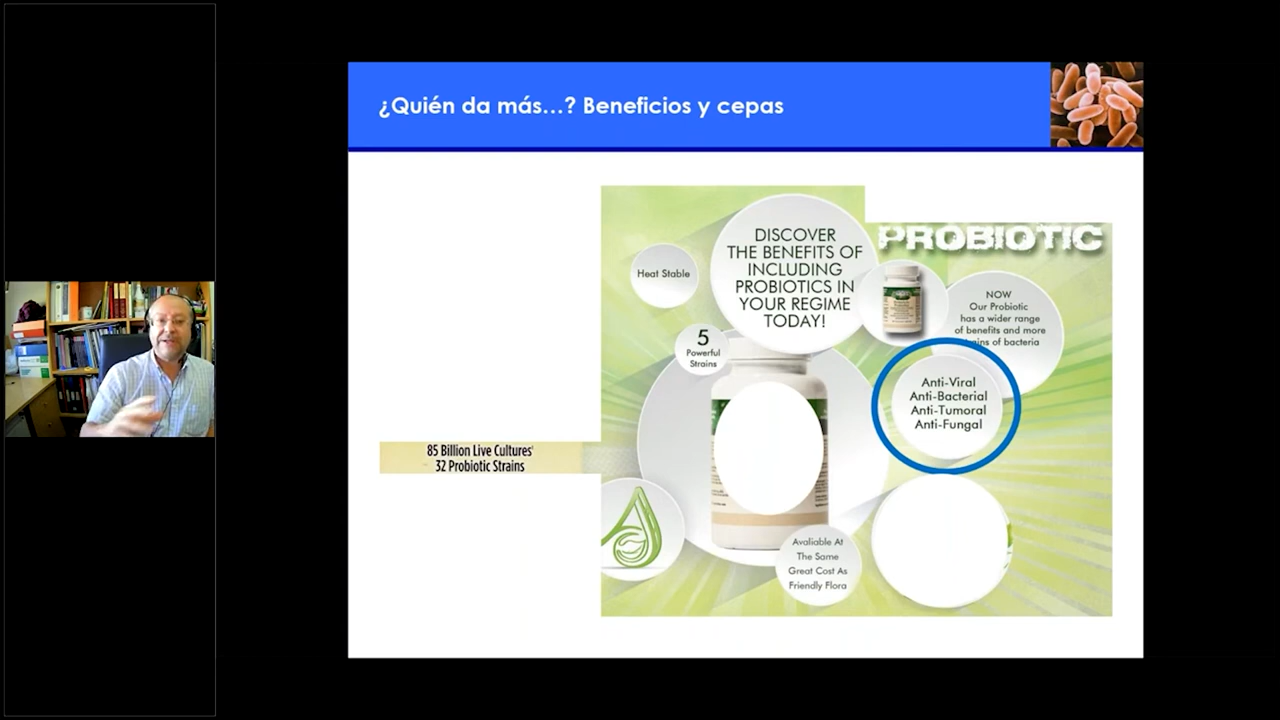 ¿Quién da más...? Beneficios y cepas
DISCOVER
THE BENEFITS OF
INCLUDING
PROBIOTICS IN
YOUR REGIME
TODAY!
PROBIOTIC
Heat Stable
5
Powerful
Strains
NOW
Our Probiotic
has a wider range
of benefits and more
of bacteria
Anti-Viral
Anti-Bacterial
Anti-Tumoral
Anti-Fungal
85 Billion Live Cultures
32 Probiotic Strains
Avaliable At
The Same
Great Cost As
Friendly Flora